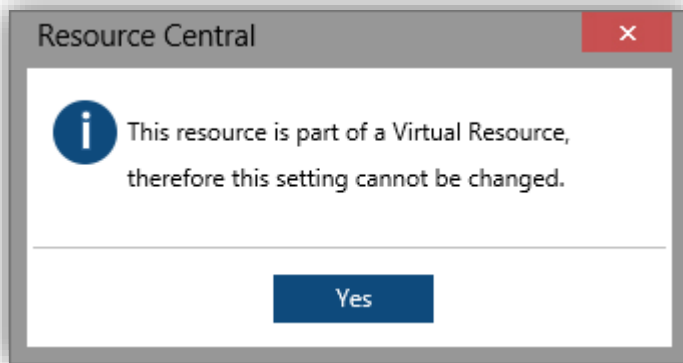 Resource Central
This resource is part of a Virtual Resource,
therefore this setting cannot be changed.
Yes